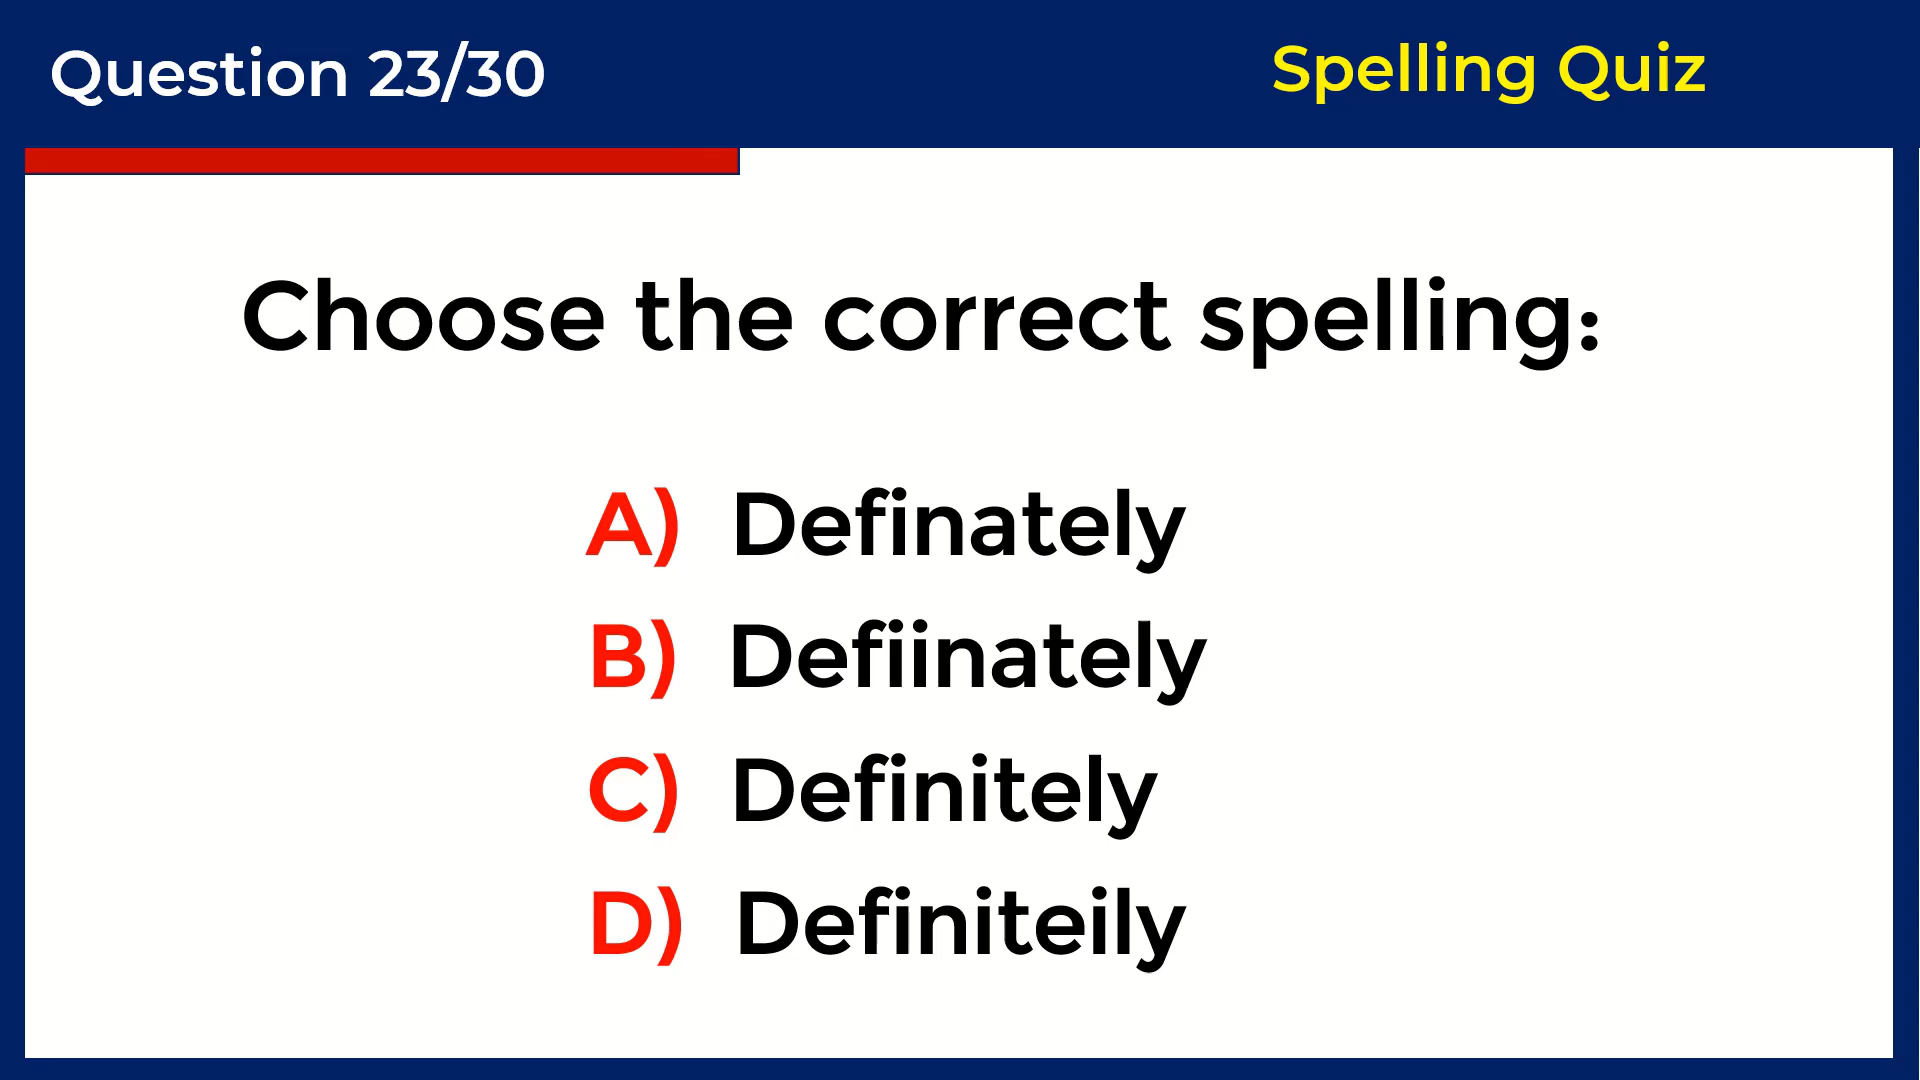 Question 23/30
Spelling Quiz
Choose the correct spelling:
A) Definately
B) Defiinately
C) Definitely
D) Definiteily